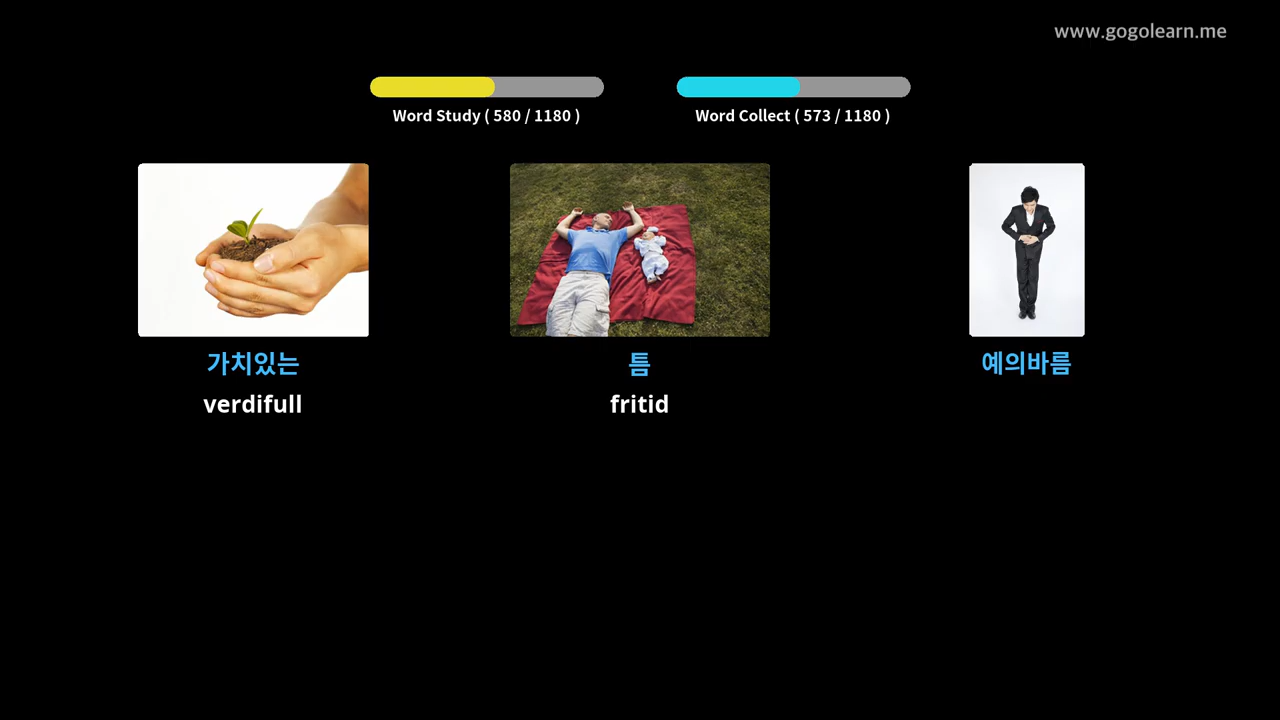 www.gogolearn.me
Word Study ( 580 / 1180 )
Word Collect ( 573 / 1180 )
가치있는
틈
예의바름
verdifull
fritid